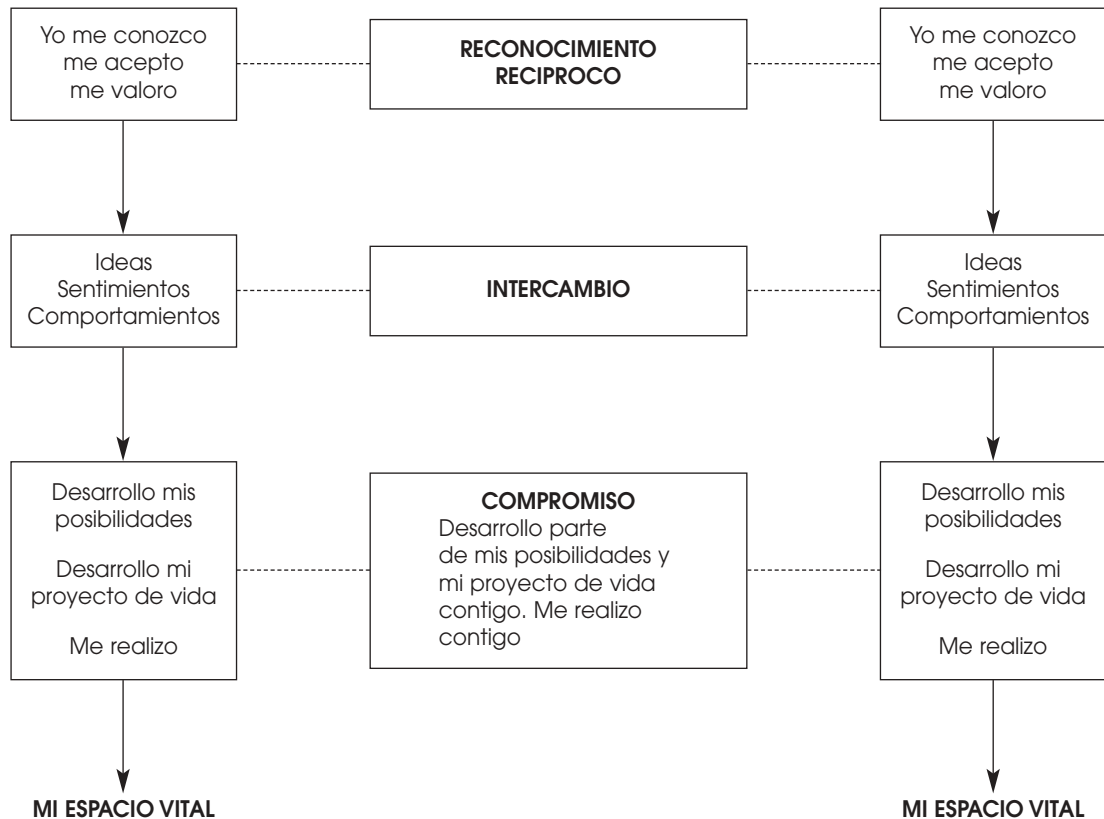 Yo me conozco
me acepto
me valoro
RECONOCIMIENTO
RECIPROCO
Yo me conozco
me acepto
me valoro
Ideas
Sentimientos
Comportamientos
INTERCAMBIO
Ideas
Sentimientos
Comportamientos
Desarrollo mis
posibilidades
Desarrollo mi
proyecto de vida
Me realizo
COMPROMISO
Desarrollo parte
de mis posibilidades y
mi proyecto de vida
contigo. Me realizo
contigo
Desarrollo mis
posibilidades
Desarrollo mi
proyecto de vida
Me realizo
MI ESPACIO VITAL
MI ESPACIO VITAL